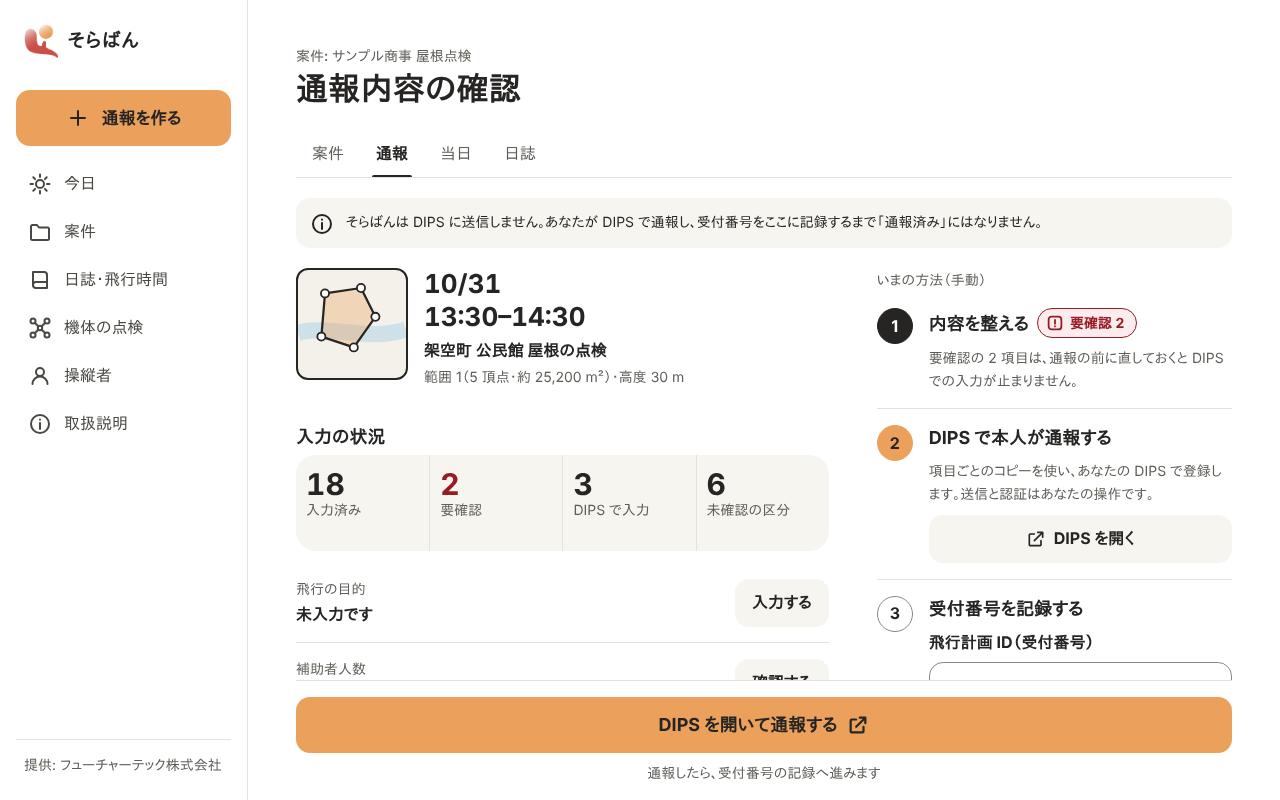 そらばん
通報を作る
今日
案件
日誌・飛行時間
機体の点検
操縦者
取扱説明
提供: フューチャーテック株式会社
案件: サンプル商事 屋根点検
通報内容の確認
案件 通報 当日 日誌
そらばんは DIPS に送信しません。あなたが DIPS で通報し、受付番号をここに記録するまで「通報済み」にはなりません。
10/31
13:30–14:30
架空町 公民館 屋根の点検
範囲 1（5 頂点・約 25,200 m²）・高度 30 m
入力の状況
18 入力済み
2 要確認
3 DIPS で入力
6 未確認の区分
飛行の目的
未入力です
入力する
補助者人数
確認する
いまの方法（手動）
1 内容を整える 要確認 2
要確認の 2 項目は、通報の前に直しておくと DIPS
での入力が止まりません。
2 DIPS で本人が通報する
項目ごとのコピーを使い、あなたの DIPS で登録し
ます。送信と認証はあなたの操作です。
DIPS を開く
3 受付番号を記録する
飛行計画 ID（受付番号）
DIPS を開いて通報する
通報したら、受付番号の記録へ進みます